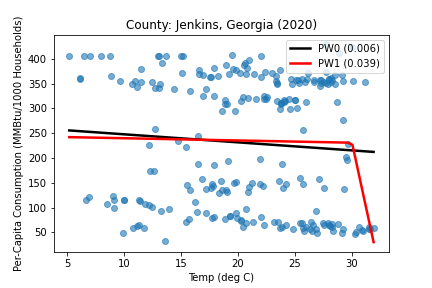 County: Jenkins, Georgia (2020)
Per-Capita Consumption (MMBtu/1000 Households)
400
350
300
250
200
150
100
50
PW0 (0.006)
PW1 (0.039)
5 10 15 20 25 30
Temp (deg C)